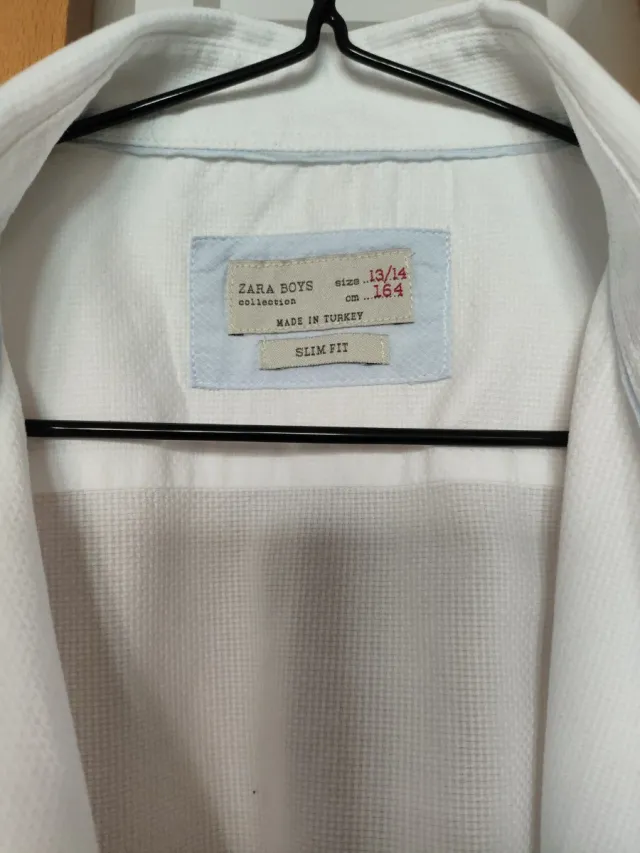 ZARA BOYS size ..13/14
collection cm ....164
MADE IN TURKEY
SLIM FIT